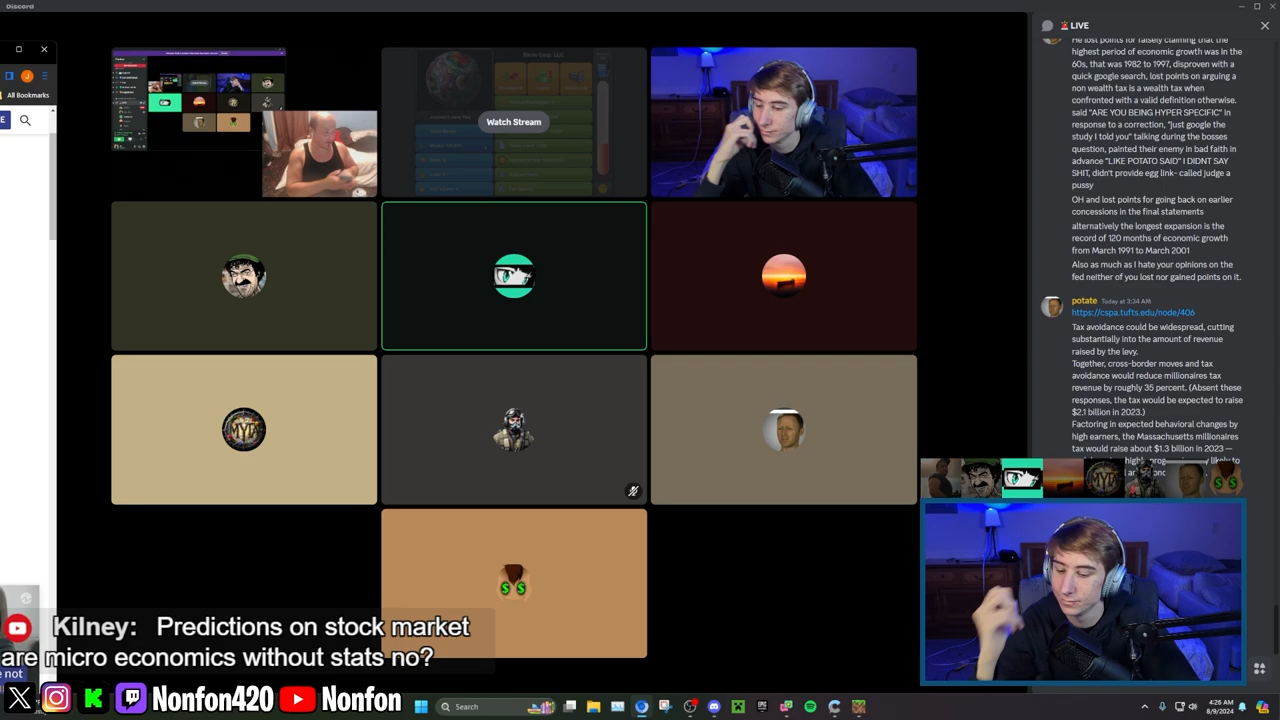 Discord
LIVE
All Bookmarks
He lost points for falsely claiming that the
highest period of economic growth was in the
60s, that was 1982 to 1997, disproven with a
quick google search, lost points on arguing a
non wealth tax is a wealth tax when
confronted with a valid definition otherwise.
said "ARE YOU BEING HYPER SPECIFIC" in
response to a correction, "just google the
study I told you" talking during the bosses
question, painted their enemy in bad faith in
advance "LIKE POTATO SAID" I DIDNT SAY
SHIT, didn't provide egg link- called judge a
pussy
OH and lost points for going back on earlier
concessions in the final statements
alternatively the longest expansion is the
record of 120 months of economic growth
from March 1991 to March 2001
Also as much as I hate your opinions on the
fed neither of you lost nor gained points on it.
potate Today at 3:34 AM
https://cspa.tufts.edu/node/406
Tax avoidance could be widespread, cutting
substantially into the amount of revenue
raised by the levy.
Together, cross-border moves and tax
avoidance would reduce millionaires tax
revenue by roughly 35 percent. (Absent these
responses, the tax would be expected to raise
$2.1 billion in 2023.)
Factoring in expected behavioral changes by
high earners, the Massachusetts millionaires
tax would raise about $1.3 billion in 2023 —
Watch Stream
MYP
$ $
Kilney: Predictions on stock market
are micro economics without stats no?
e not
Nonfon420 Nonfon
Search
4:26 AM
8/9/2024